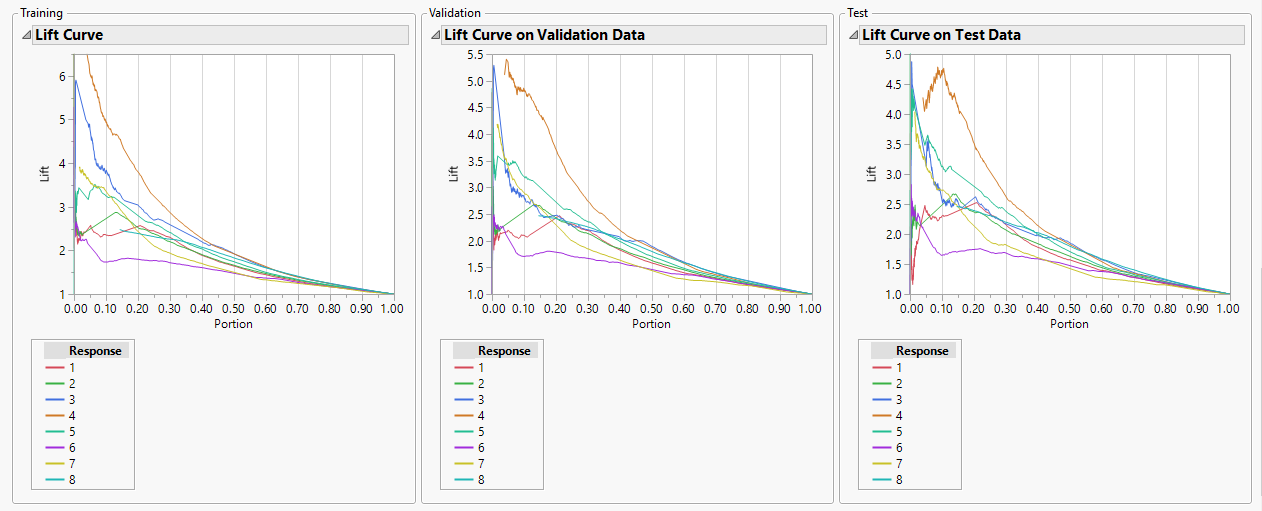 Training
Lift Curve
6
5
4
3
2
1
Lift
0.00 0.10 0.20 0.30 0.40 0.50 0.60 0.70 0.80 0.90 1.00
Portion
Response
1
2
3
4
5
6
7
8
Validation
Lift Curve on Validation Data
5.5
5.0
4.5
4.0
3.5
3.0
2.5
2.0
1.5
1.0
Lift
0.00 0.10 0.20 0.30 0.40 0.50 0.60 0.70 0.80 0.90 1.00
Portion
Response
1
2
3
4
5
6
7
8
Test
Lift Curve on Test Data
5.0
4.5
4.0
3.5
3.0
2.5
2.0
1.5
1.0
Lift
0.00 0.10 0.20 0.30 0.40 0.50 0.60 0.70 0.80 0.90 1.00
Portion
Response
1
2
3
4
5
6
7
8